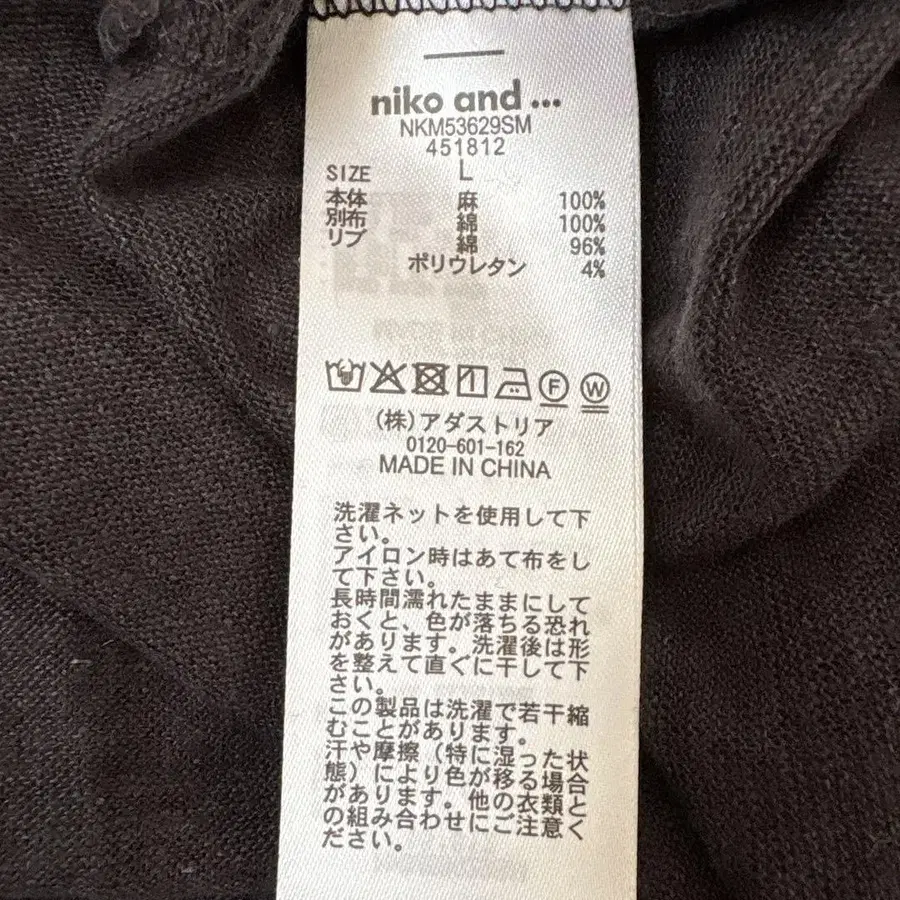 niko and ...
NKM53629SM
451812
SIZE L
本体 麻 100%
別布 綿 100%
リブ 綿 96%
ポリウレタン 4%
F W
(株)アダストリア
0120-601-162
MADE IN CHINA
洗濯ネットを使用して下
さい。
アイロン時はあて布をし
て下さい。
長時間濡れたままにして
おくと、色が落ちる恐れ
があります。洗濯後は形
を整えて直ぐに干して下
さい。
この製品は洗濯で若干縮
むことがあります。
汗や摩擦(特に湿った状
態)により色が移る場合と
があります。他の衣類意く
の組み合わせにご注意
ださい。